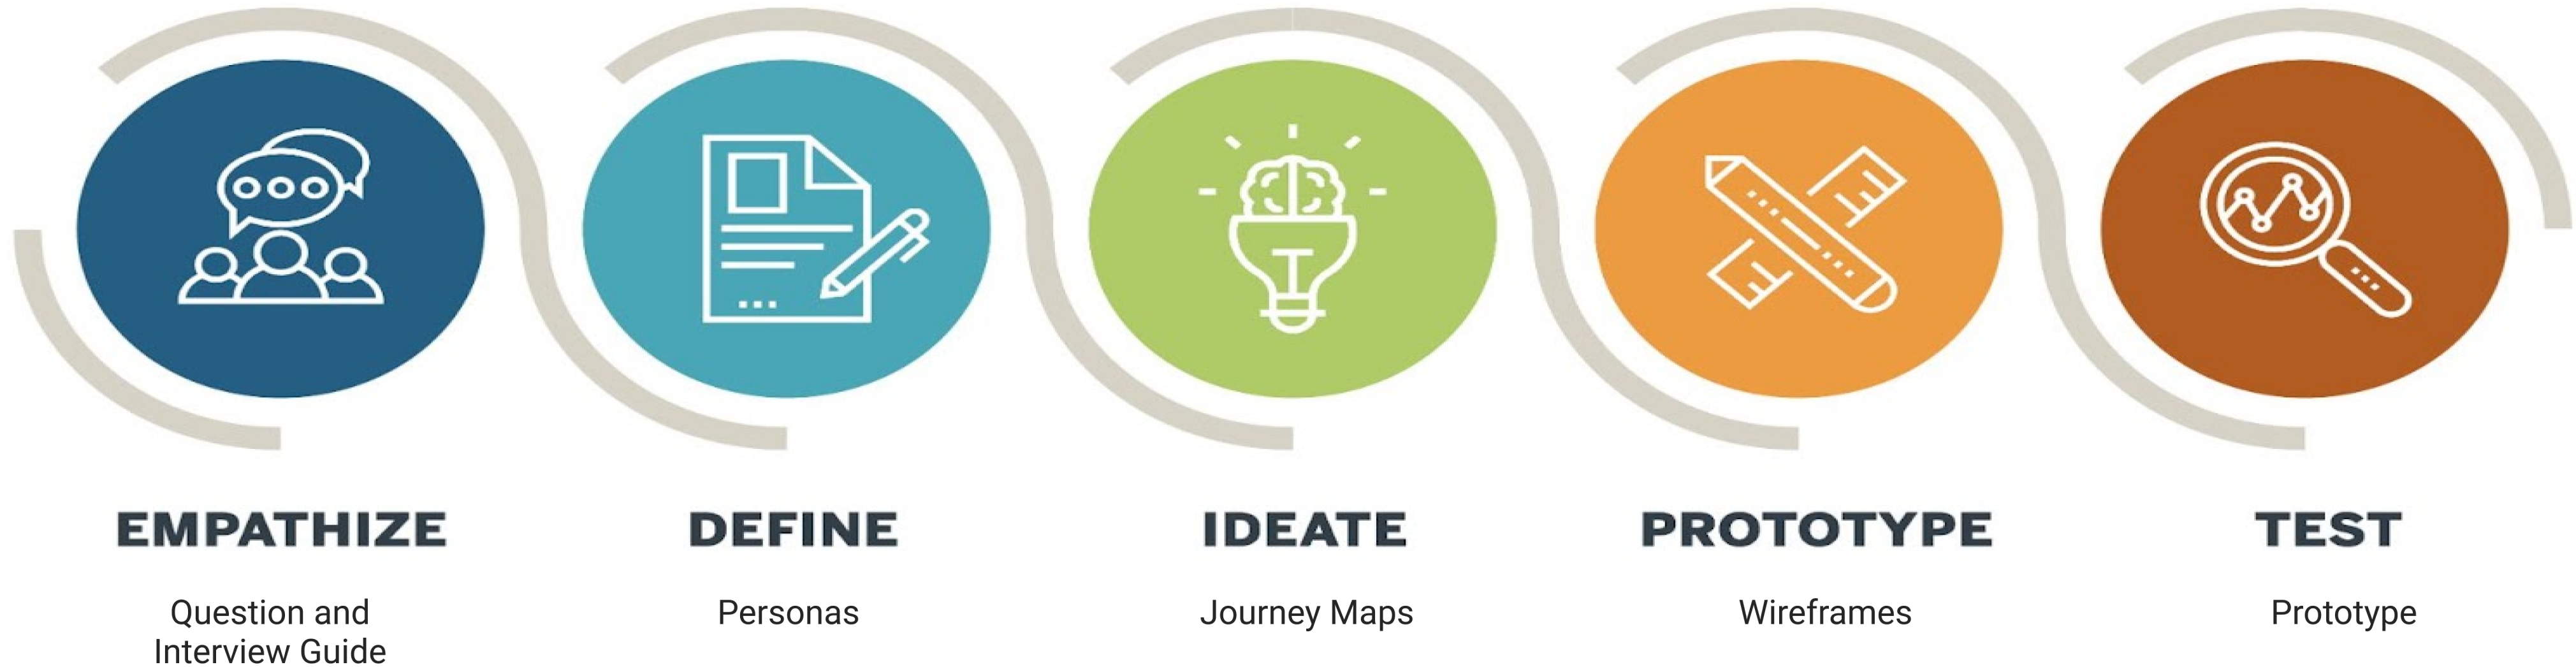 EMPATHIZE
DEFINE
IDEATE
PROTOTYPE
TEST
Question and
Interview Guide
Personas
Journey Maps
Wireframes
Prototype